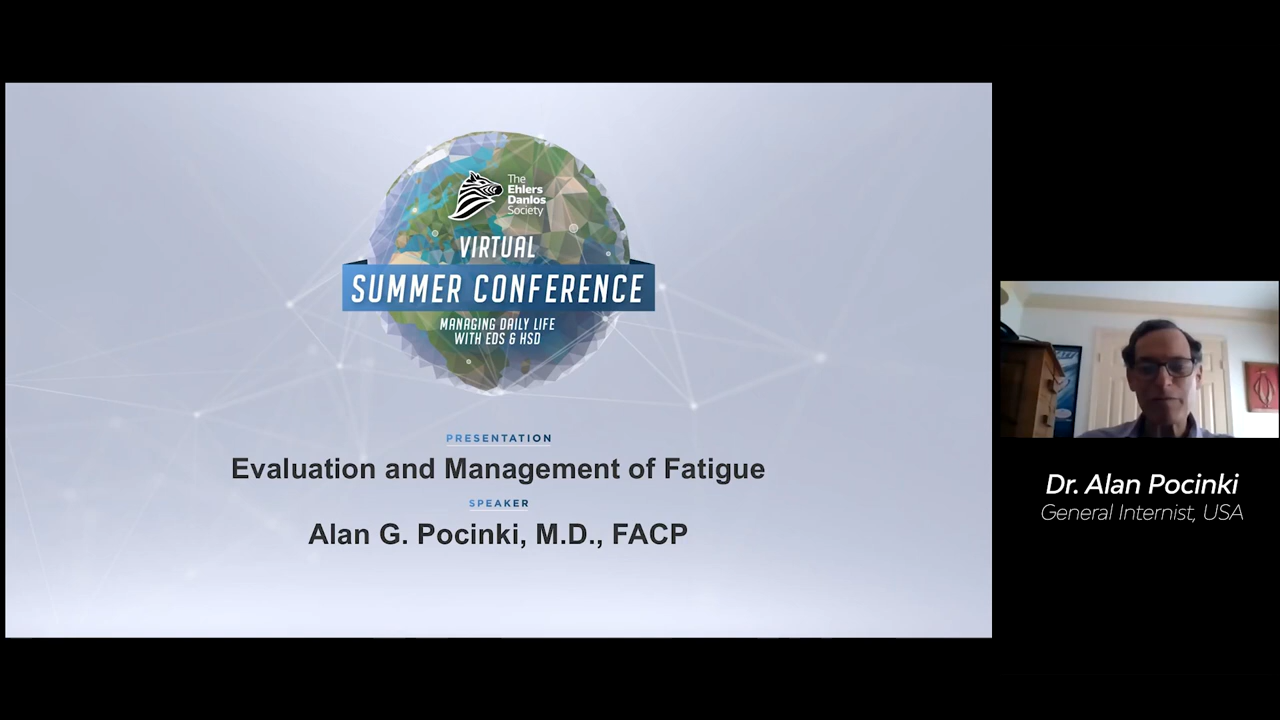 The
Ehlers
Danlos
Society
VIRTUAL
SUMMER CONFERENCE
MANAGING DAILY LIFE
WITH EDS & HSD
PRESENTATION
Evaluation and Management of Fatigue
SPEAKER
Alan G. Pocinki, M.D., FACP
Dr. Alan Pocinki
General Internist, USA